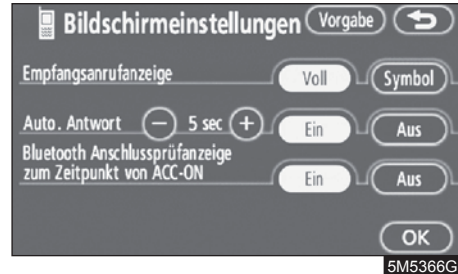 Bildschirmeinstellungen Vorgabe
Empfangsanrufanzeige Voll Symbol
Auto. Antwort − 5 sec + Ein Aus
Bluetooth Anschlussprüfanzeige
zum Zeitpunkt von ACC-ON Ein Aus
OK
5M5366G